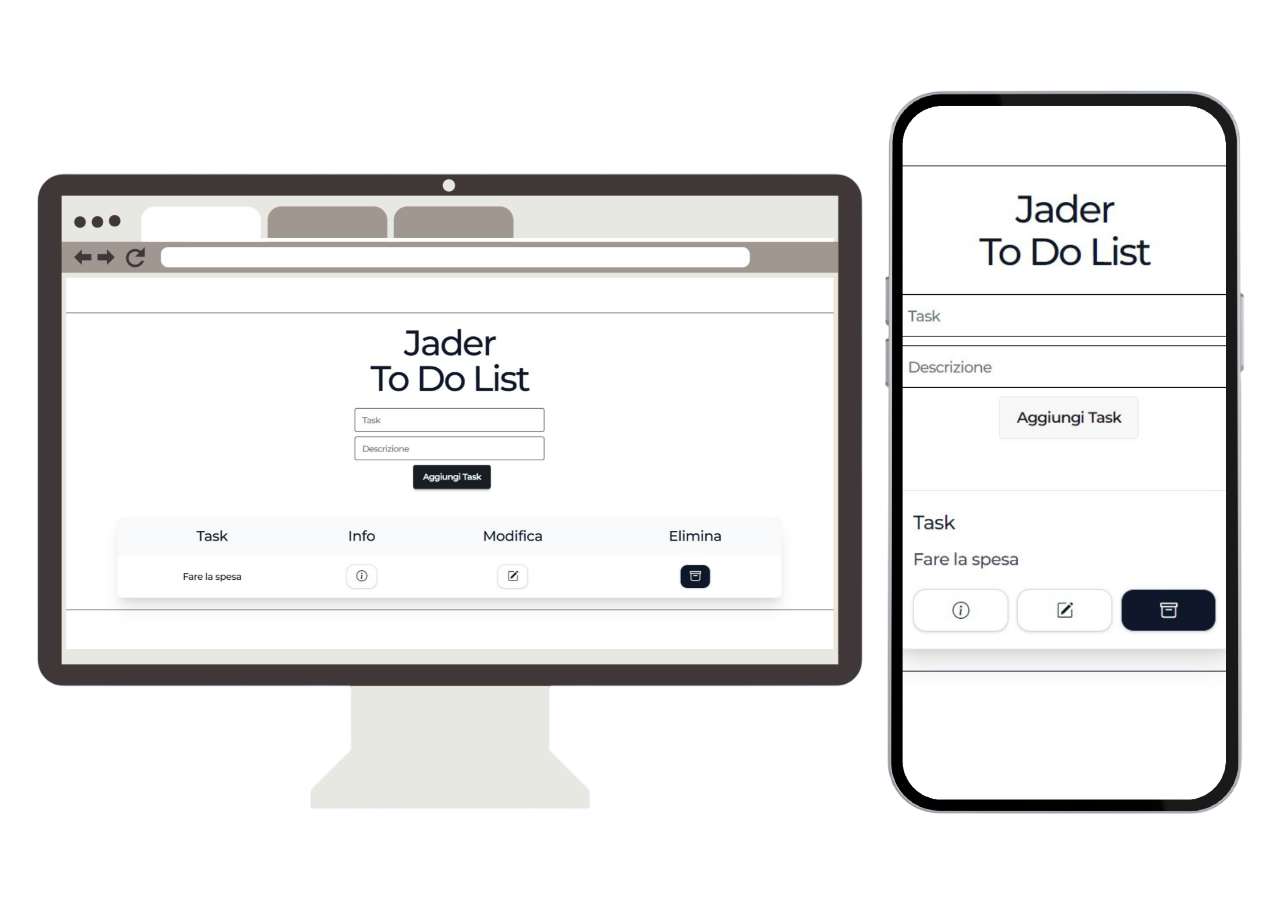 Jader
To Do List
Task
Descrizione
Aggiungi Task
Task Info Modifica Elimina
Fare la spesa
Jader
To Do List
Task
Descrizione
Aggiungi Task
Task
Fare la spesa